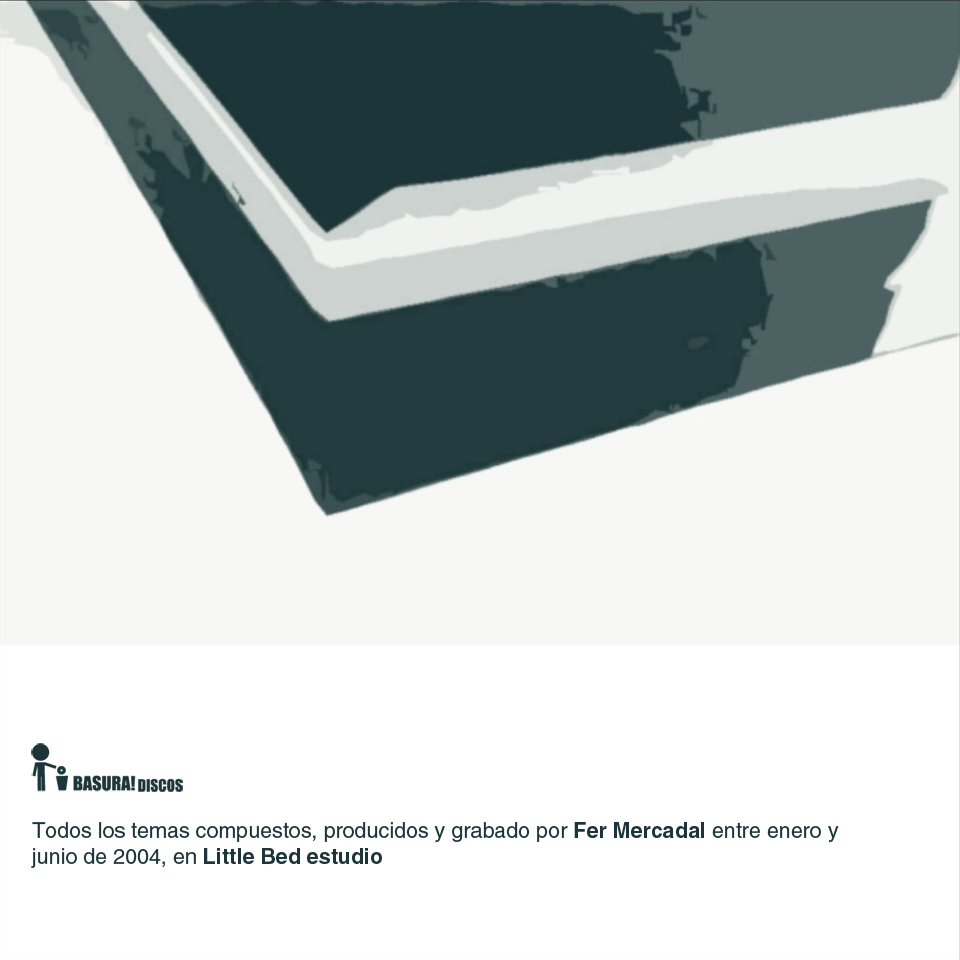 BASURA! DISCOS
Todos los temas compuestos, producidos y grabado por Fer Mercadal entre enero y
junio de 2004, en Little Bed estudio